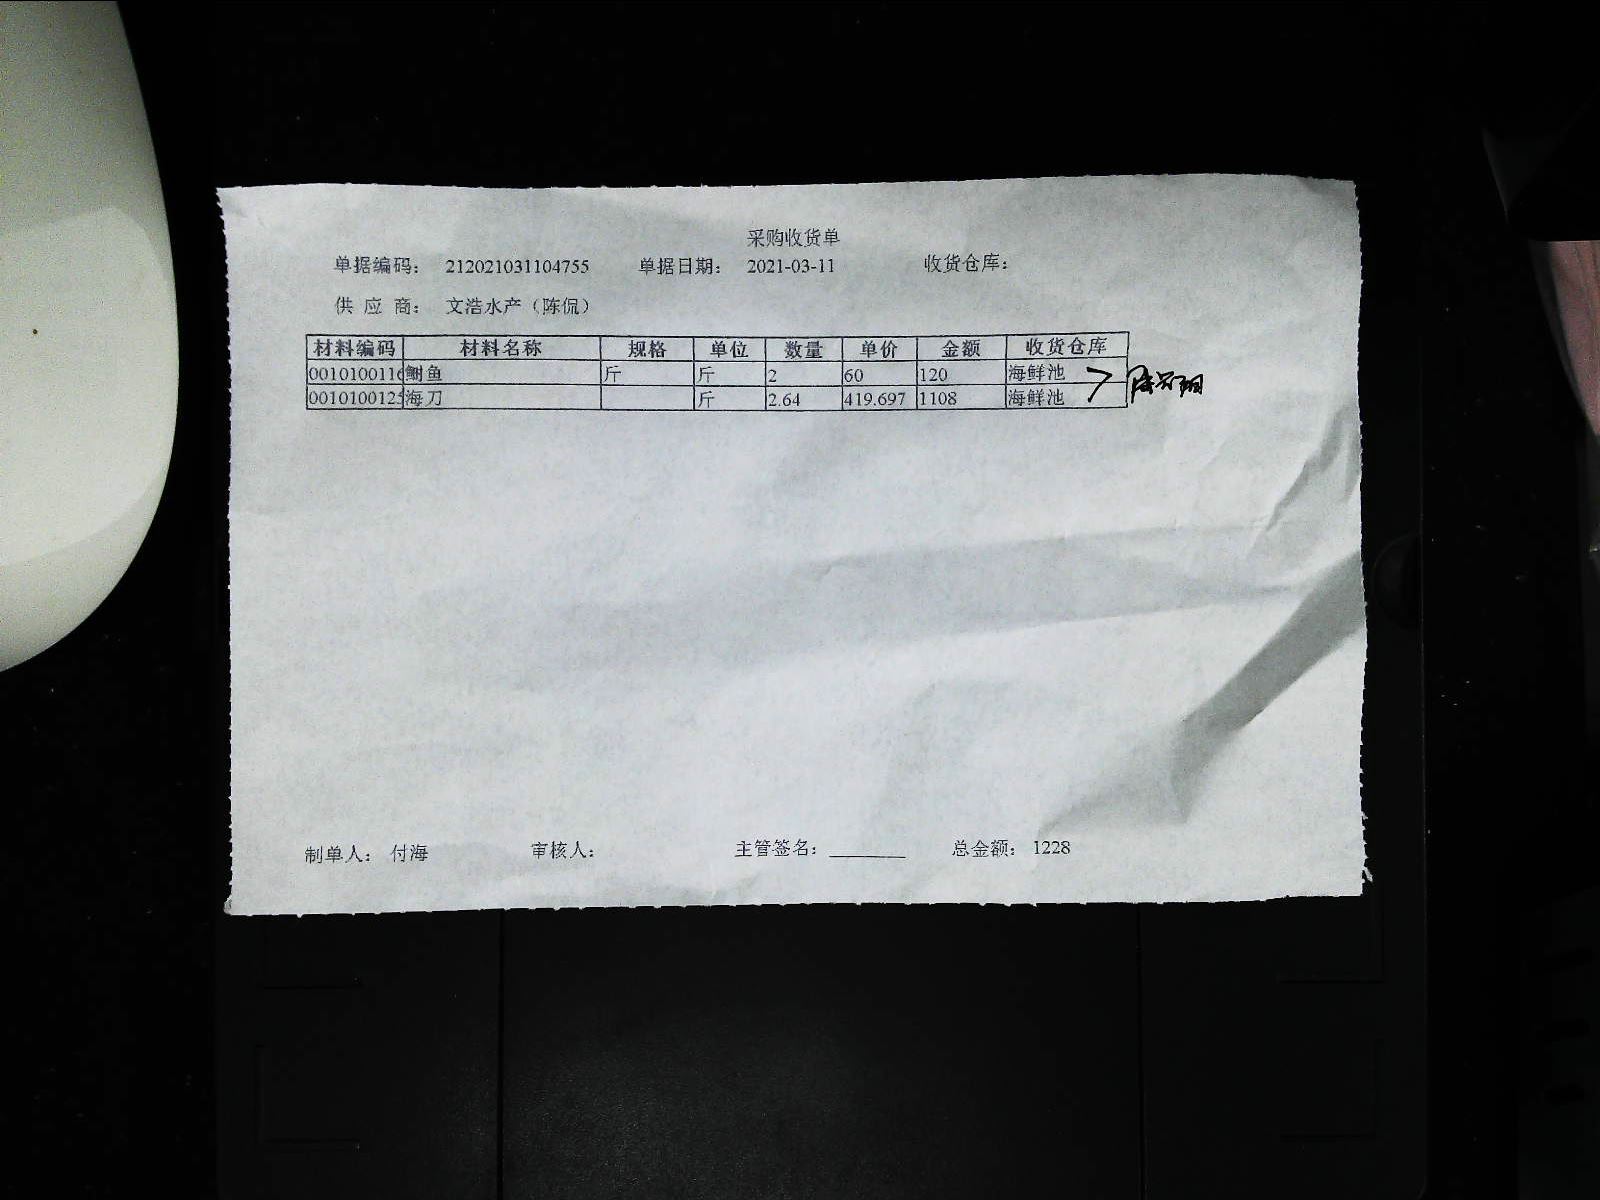 采购收货单
单据编码： 212021031104755 单据日期： 2021-03-11 收货仓库：
供 应 商： 文浩水产（陈侃）
材料编码 材料名称 规格 单位 数量 单价 金额 收货仓库
0010100116 鮰鱼 斤 斤 2 60 120 海鲜池
001010012 海刀 斤 2.64 419.697 1108 海鲜池
制单人： 付海 审核人： 主管签名： ________ 总金额： 1228